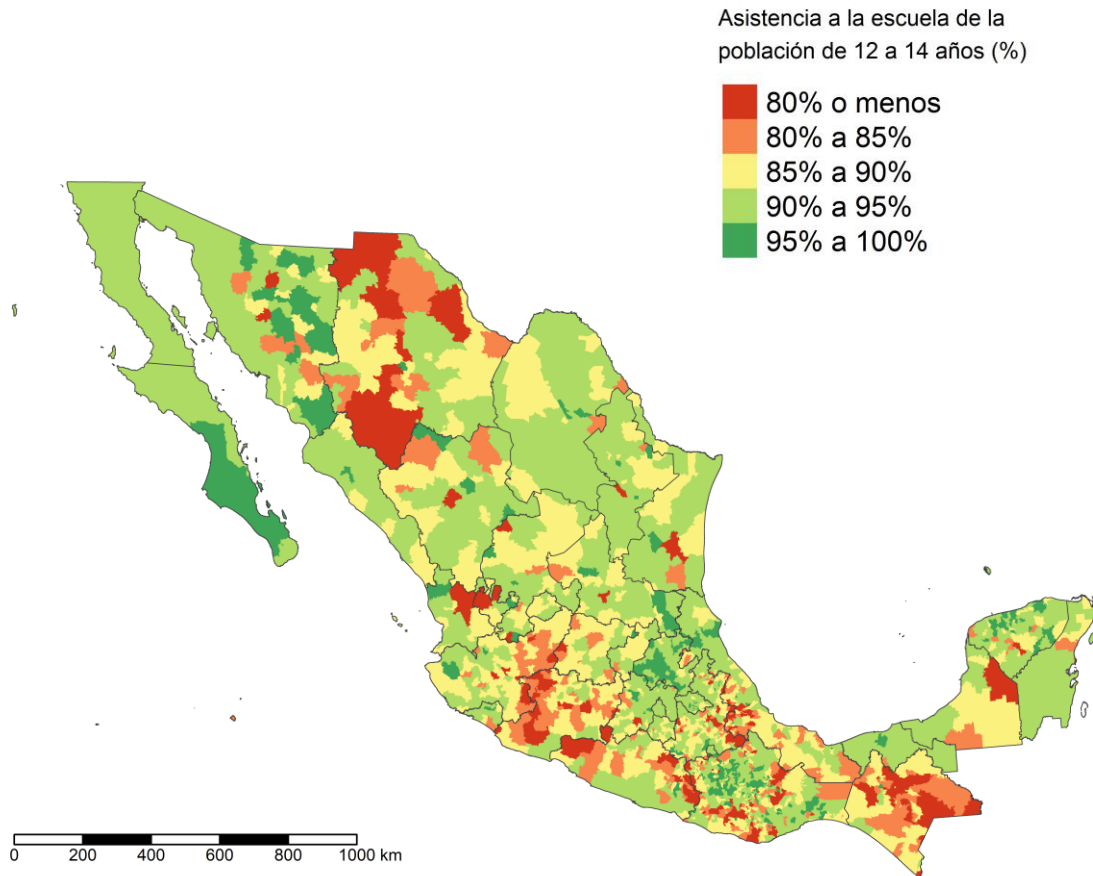 Asistencia a la escuela de la
población de 12 a 14 años (%)
80% o menos
80% a 85%
85% a 90%
90% a 95%
95% a 100%
0 200 400 600 800 1000 km